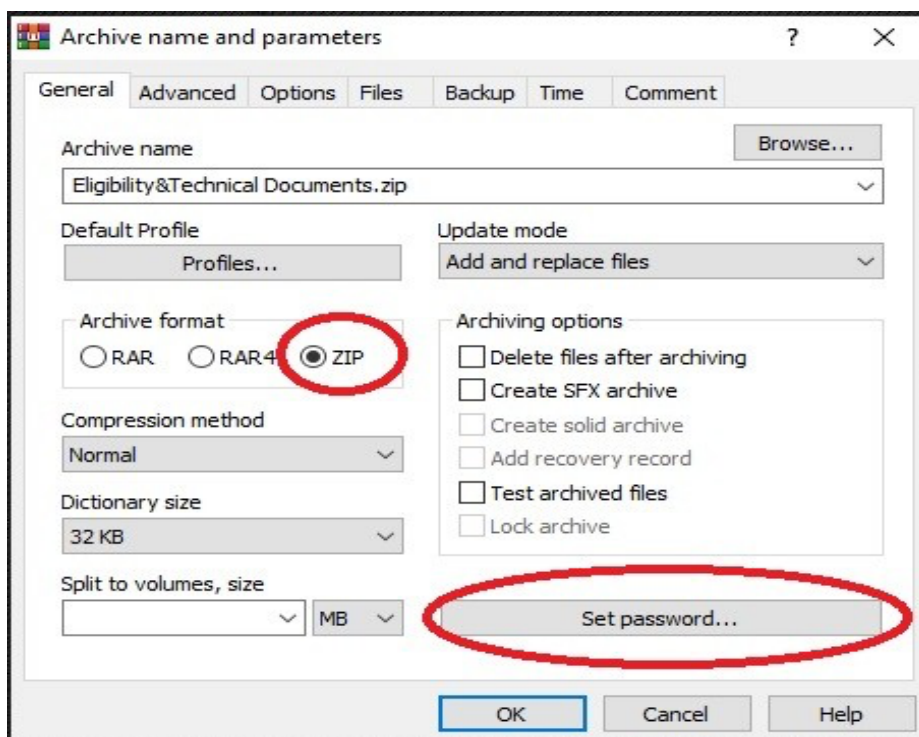 Archive name and parameters
?
General Advanced Options Files Backup Time Comment
Archive name
Browse...
Eligibility&Technical Documents.zip
Default Profile
Update mode
Profiles...
Add and replace files
Archive format
Archiving options
RAR RAR4 ZIP
Delete files after archiving
Create SFX archive
Compression method
Create solid archive
Normal
Add recovery record
Dictionary size
Test archived files
32 KB
Lock archive
Split to volumes, size
MB
Set password...
OK Cancel Help